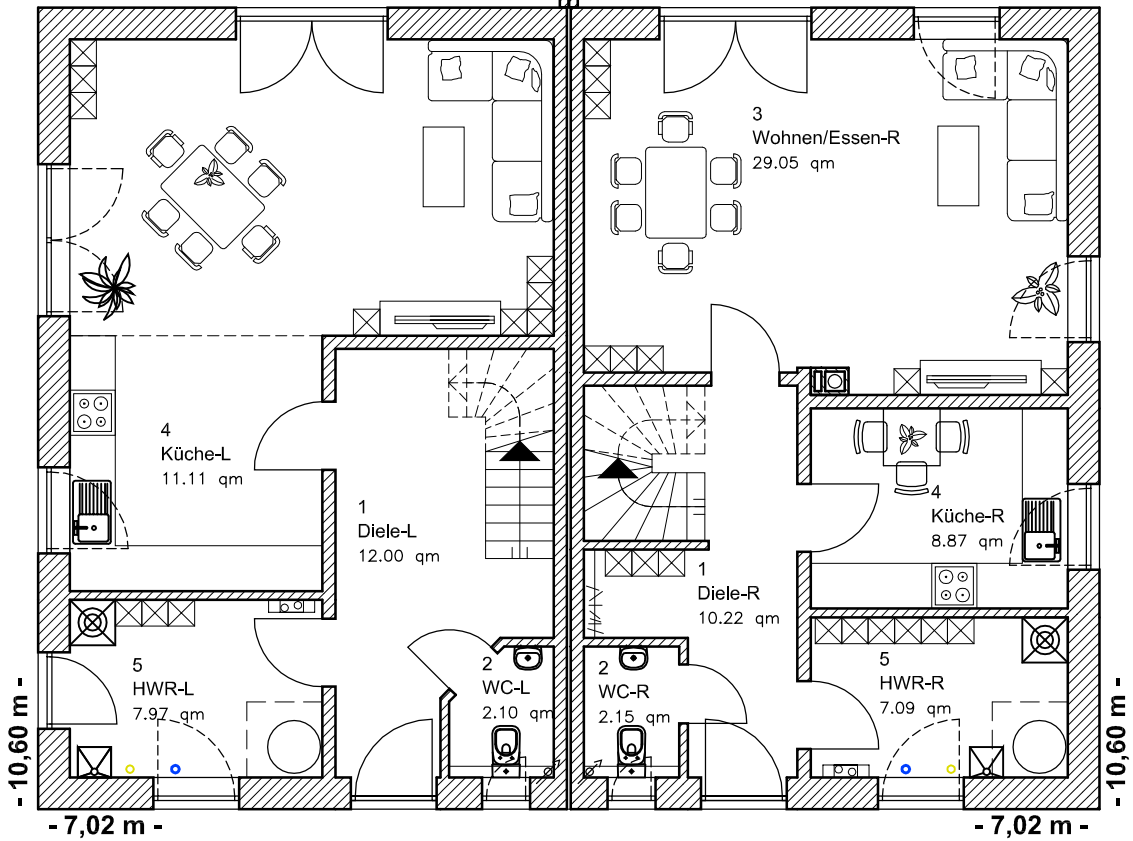 3
Wohnen/Essen-R
29.05 qm
4
Küche-L
11.11 qm
1
Diele-L
12.00 qm
4
Küche-R
8.87 qm
1
Diele-R
10.22 qm
5
HWR-L
7.97 qm
2
WC-L
2.10 qm
2
WC-R
2.15 qm
5
HWR-R
7.09 qm
- 10,60 m -
- 10,60 m -
- 7,02 m -
- 7,02 m -